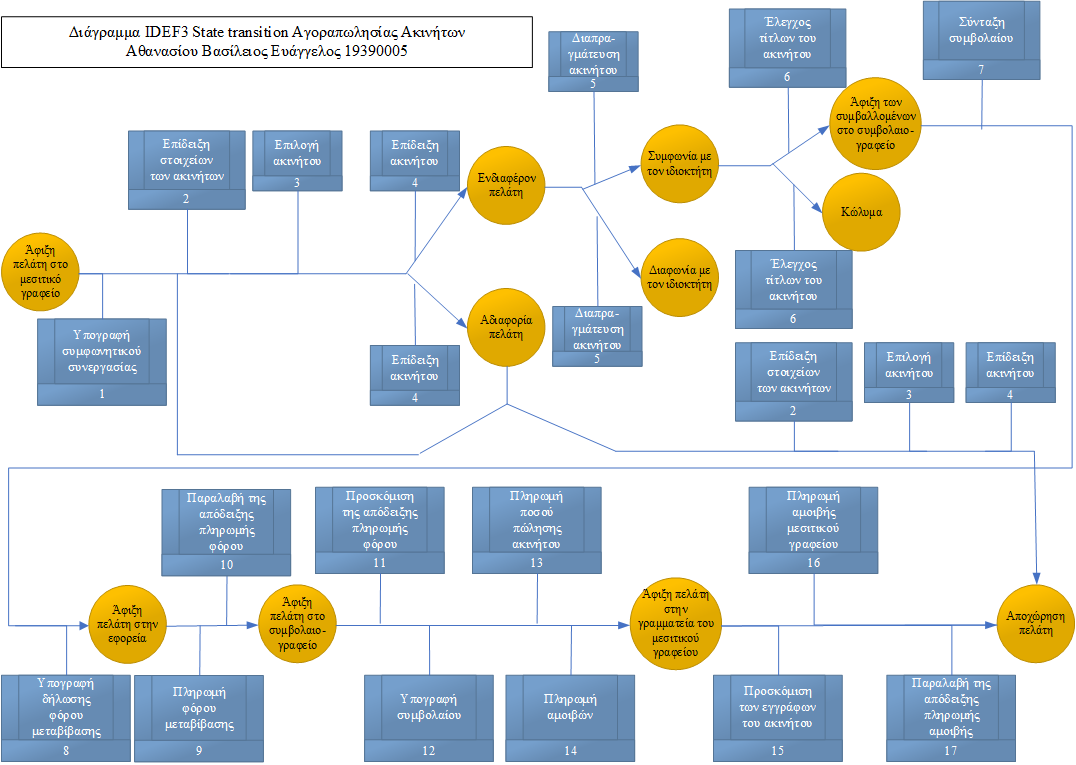 Διάγραμμα IDEF3 State transition Αγοραπωλησίας Ακινήτων
Αθανασίου Βασίλειος Ευάγγελος 19390005
Διαπρα-
γμάτευση
ακινήτου
5
Έλεγχος
τίτλων του
ακινήτου
6
Σύνταξη
συμβολαίου
7
Άφιξη των
συμβαλλομένων
στο συμβολαιο-
γραφείο
Επίδειξη
στοιχείων
των ακινήτων
2
Επιλογή
ακινήτου
3
Επίδειξη
ακινήτου
4
Ενδιαφέρον
πελάτη
Συμφωνία με
τον ιδιοκτήτη
Κώλυμα
Άφιξη
πελάτη στο
μεσιτικό
γραφείο
Διαφωνία με
τον ιδιοκτήτη
Έλεγχος
τίτλων του
ακινήτου
6
Υπογραφή
συμφωνητικού
συνεργασίας
1
Αδιαφορία
πελάτη
Διαπρα-
γμάτευση
ακινήτου
5
Επίδειξη
ακινήτου
4
Επίδειξη
στοιχείων
των ακινήτων
2
Επιλογή
ακινήτου
3
Επίδειξη
ακινήτου
4
Παραλαβή της
απόδειξης
πληρωμής
φόρου
10
Προσκόμιση
της απόδειξης
πληρωμής
φόρου
11
Πληρωμή
ποσού
πώλησης
ακινήτου
13
Πληρωμή
αμοιβής
μεσιτικού
γραφείου
16
Άφιξη
πελάτη στην
εφορεία
Άφιξη
πελάτη στο
συμβολαιο-
γραφείο
Άφιξη πελάτη
στην
γραμματεία του
μεσιτικού
γραφείου
Αποχώρηση
πελάτη
Υπογραφή
δήλωσης
φόρου
μεταβίβασης
8
Πληρωμή
φόρου
μεταβίβασης
9
Υπογραφή
συμβολαίου
12
Πληρωμή
αμοιβών
14
Προσκόμιση
των εγγράφων
του ακινήτου
15
Παραλαβή της
απόδειξης
πληρωμής
αμοιβής
17